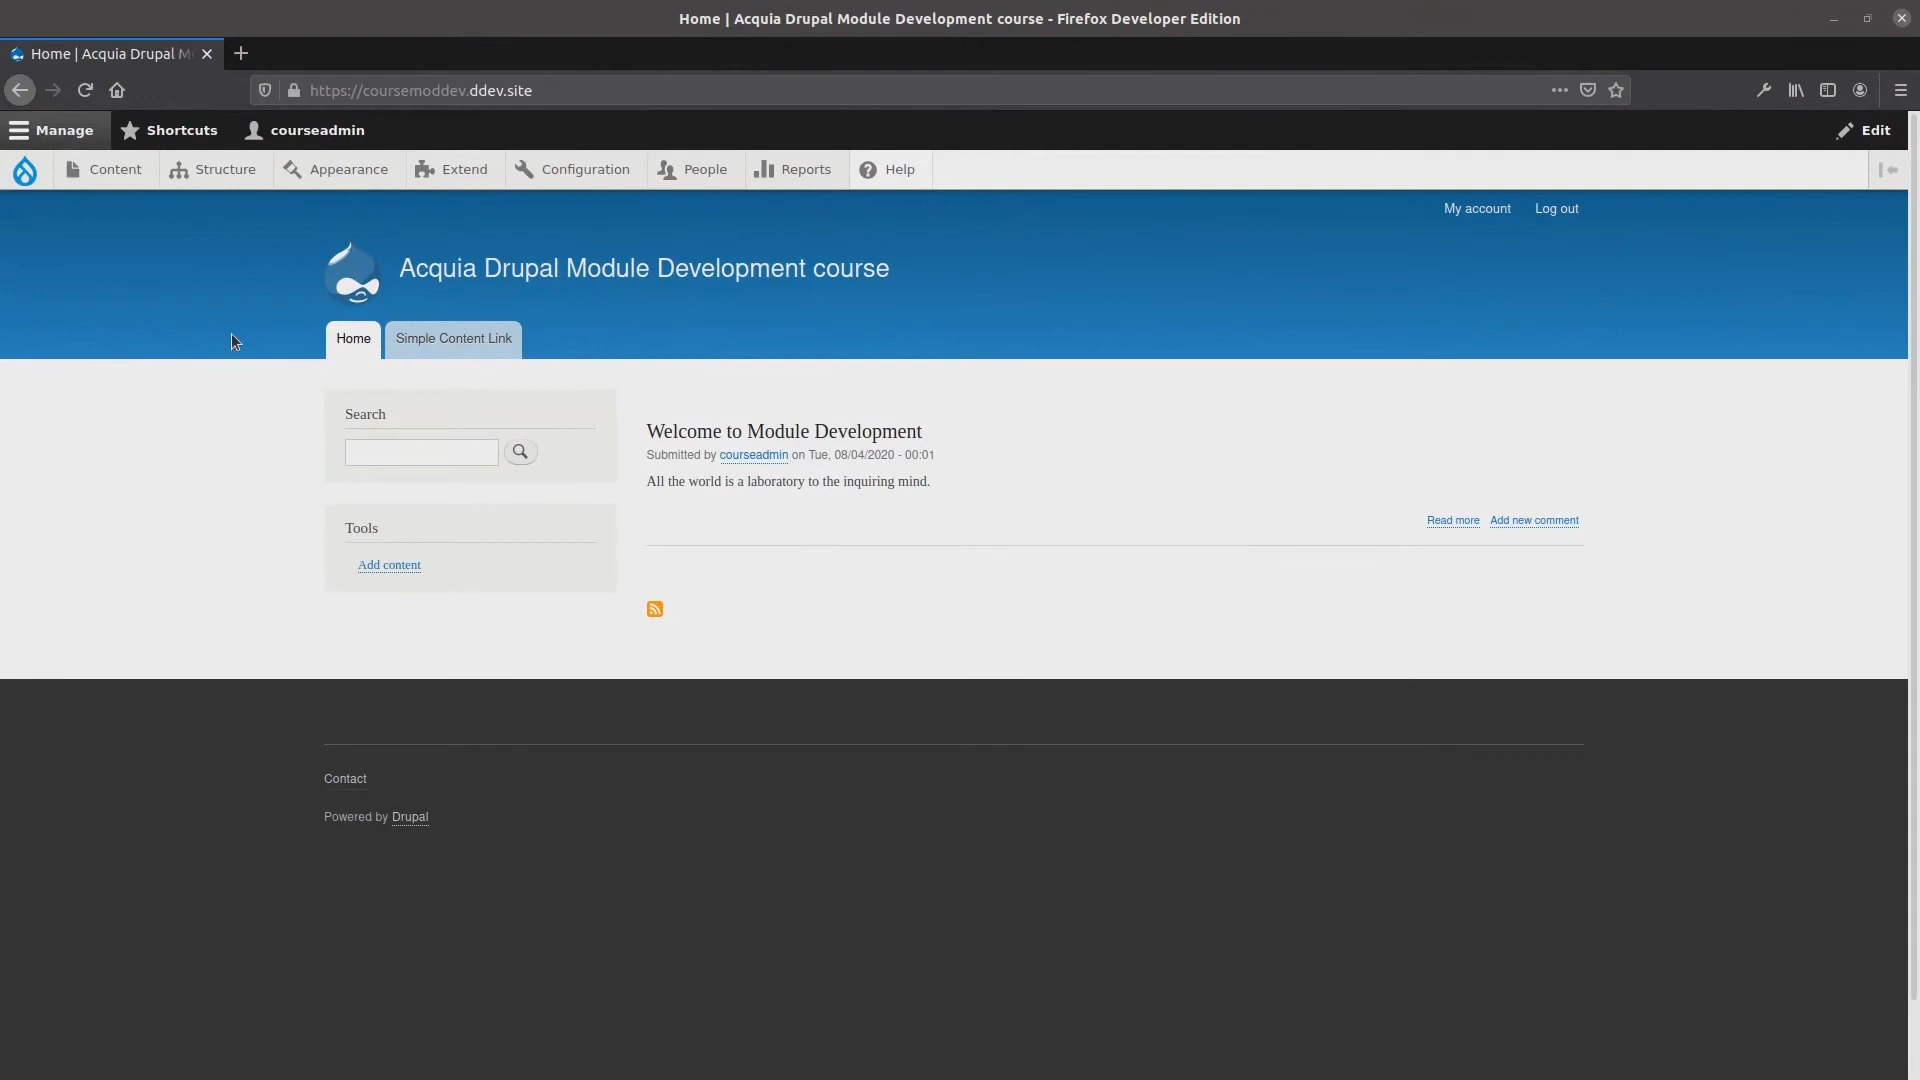 Home | Acquia Drupal Module Development course - Firefox Developer Edition
Home | Acquia Drupal M
https://coursemoddev.ddev.site
Manage Shortcuts courseadmin Edit
Content Structure Appearance Extend Configuration People Reports Help
My account Log out
Acquia Drupal Module Development course
Home Simple Content Link
Search
Welcome to Module Development
Submitted by courseadmin on Tue, 08/04/2020 - 00:01
All the world is a laboratory to the inquiring mind.
Read more Add new comment
Tools
Add content
Contact
Powered by Drupal